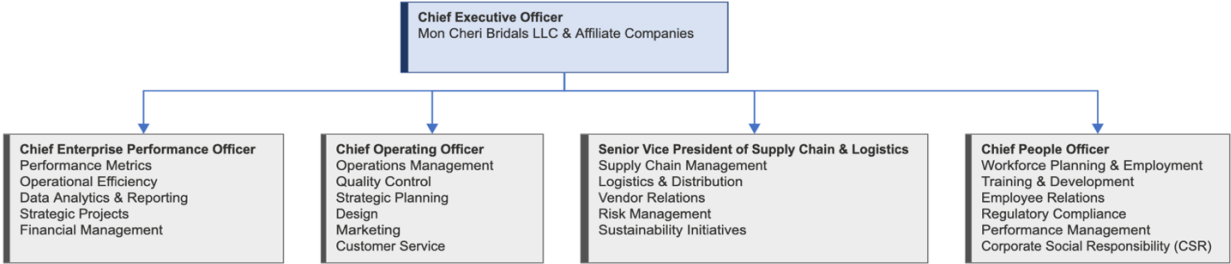 Chief Executive Officer
Mon Cheri Bridals LLC & Affiliate Companies
Chief Enterprise Performance Officer
Performance Metrics
Operational Efficiency
Data Analytics & Reporting
Strategic Projects
Financial Management
Chief Operating Officer
Operations Management
Quality Control
Strategic Planning
Design
Marketing
Customer Service
Senior Vice President of Supply Chain & Logistics
Supply Chain Management
Logistics & Distribution
Vendor Relations
Risk Management
Sustainability Initiatives
Chief People Officer
Workforce Planning & Employment
Training & Development
Employee Relations
Regulatory Compliance
Performance Management
Corporate Social Responsibility (CSR)